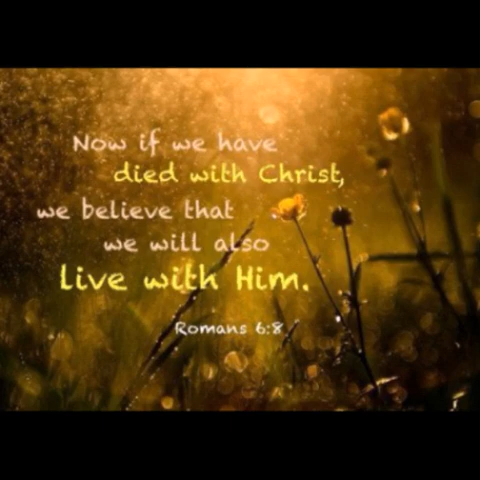 Now if we have
died with Christ,
we believe that
we will also
live with Him.
Romans 6:8